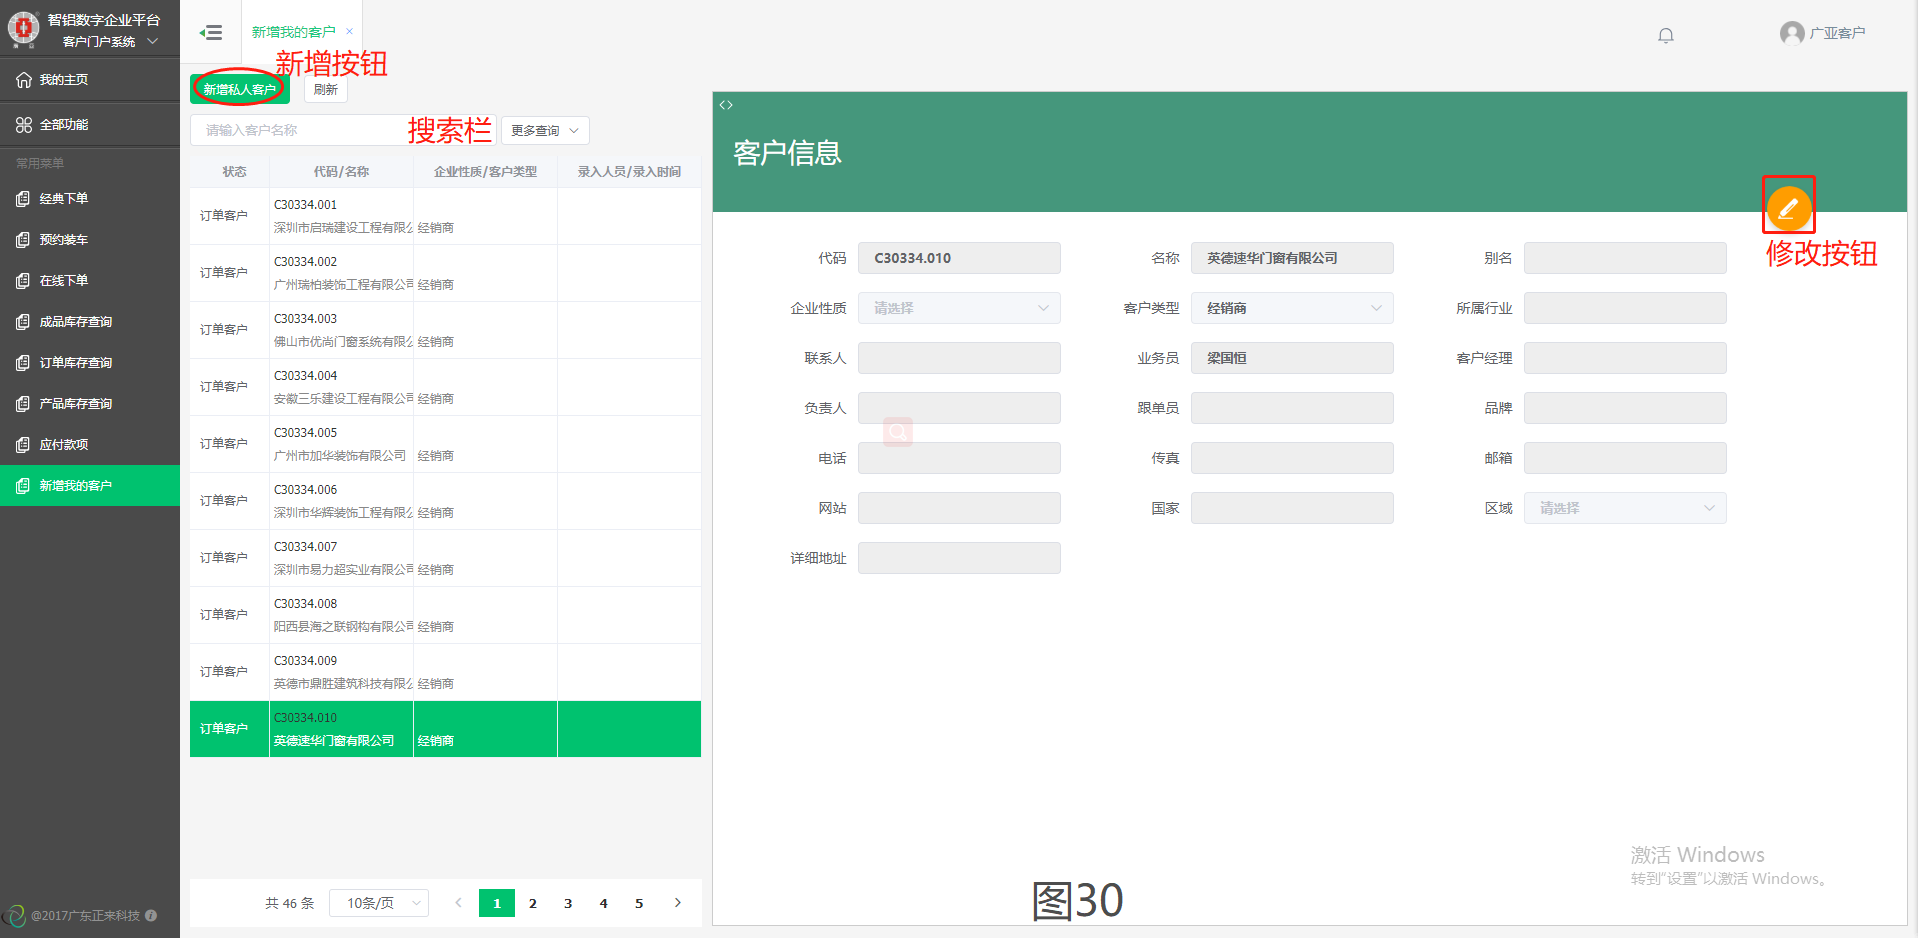 智铝数字企业平台
客户门户系统
新增我的客户 ×
广亚客户
我的主页
全部功能
常用菜单
经典下单
预约装车
在线下单
成品库存查询
订单库存查询
产品库存查询
应付款项
新增我的客户
@2017广东正来科技
新增按钮
新增私人客户 刷新
请输入客户名称 搜索栏 更多查询
状态 代码/名称 企业性质/客户类型 录入人员/录入时间
订单客户 C30334.001
深圳市启瑞建设工程有限公 经销商
订单客户 C30334.002
广州瑞柏装饰工程有限公司 经销商
订单客户 C30334.003
佛山市优尚门窗系统有限公 经销商
订单客户 C30334.004
安徽三乐建设工程有限公司 经销商
订单客户 C30334.005
广州市加华装饰有限公司 经销商
订单客户 C30334.006
深圳市华辉装饰工程有限公 经销商
订单客户 C30334.007
深圳市易力超实业有限公司 经销商
订单客户 C30334.008
阳西县海之联钢构有限公司 经销商
订单客户 C30334.009
英德市鼎胜建筑科技有限公 经销商
订单客户 C30334.010
英德速华门窗有限公司 经销商
共 46 条 10条/页 1 2 3 4 5
客户信息
修改按钮
代码 C30334.010 名称 英德速华门窗有限公司 别名
企业性质 请选择 客户类型 经销商 所属行业
联系人 业务员 梁国恒 客户经理
负责人 跟单员 品牌
电话 传真 邮箱
网站 国家 区域 请选择
详细地址
激活 Windows
转到“设置”以激活 Windows。
图30